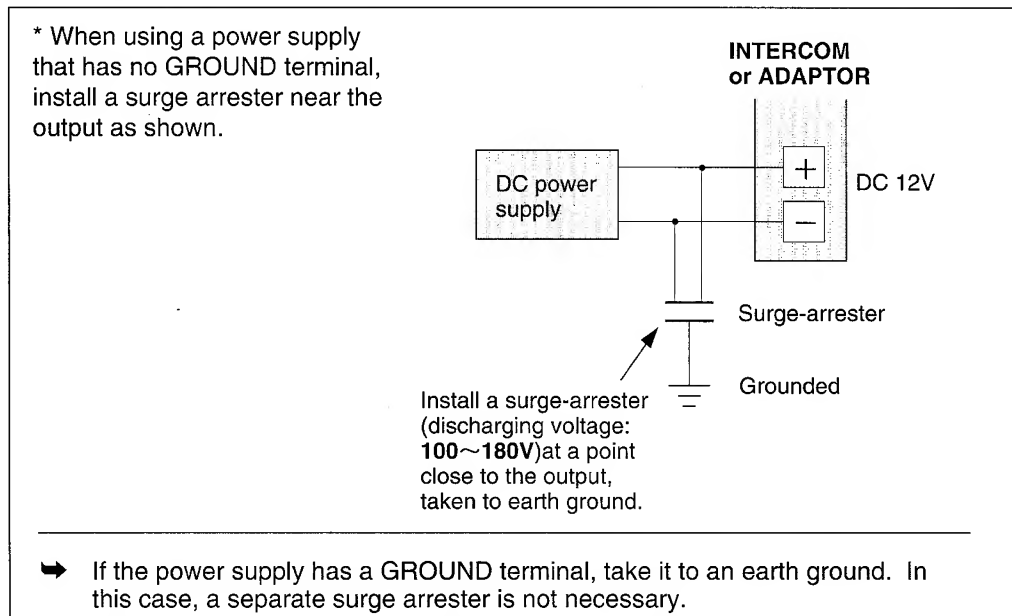 * When using a power supply
that has no GROUND terminal,
install a surge arrester near the
output as shown.
INTERCOM
or ADAPTOR
DC power
supply
+
−
DC 12V
Surge-arrester
Grounded
Install a surge-arrester
(discharging voltage:
100～180V)at a point
close to the output,
taken to earth ground.
➥ If the power supply has a GROUND terminal, take it to an earth ground. In
this case, a separate surge arrester is not necessary.